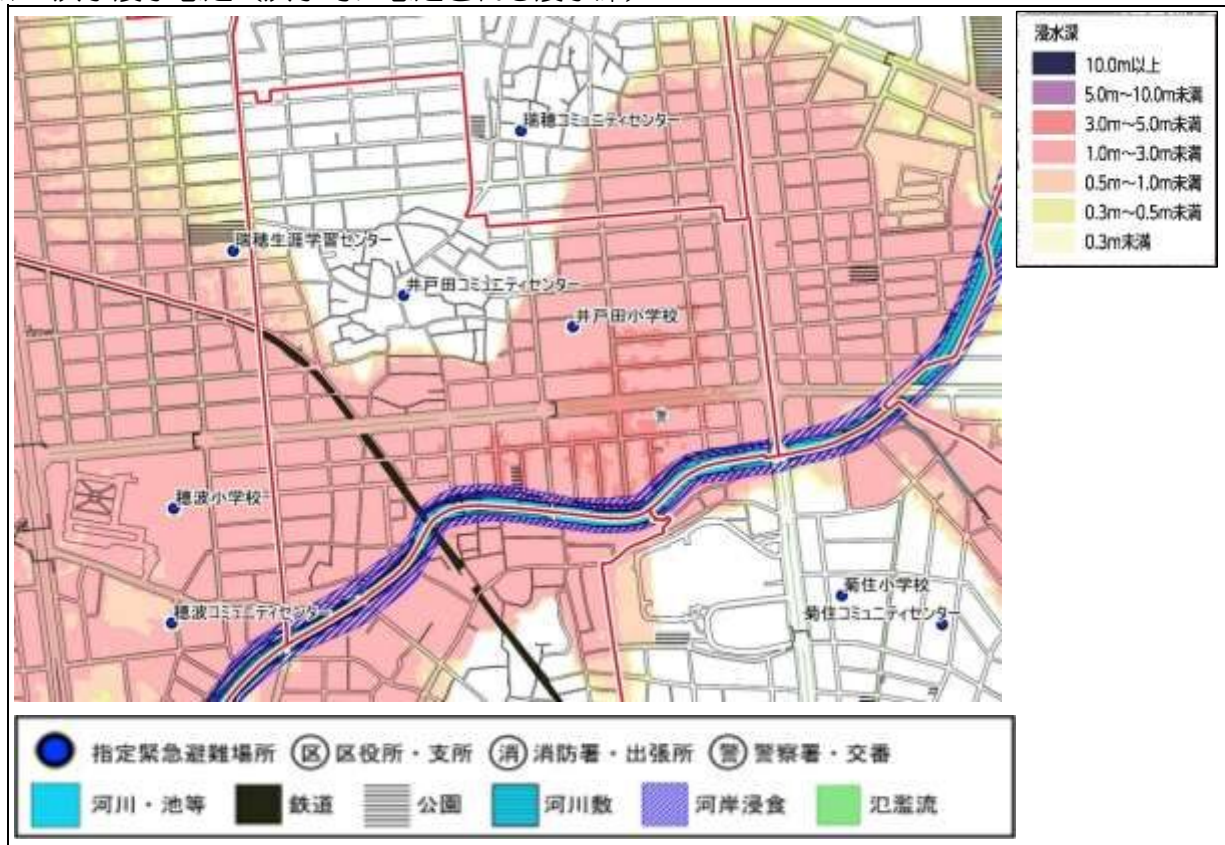 浸水深
10.0m以上
5.0m~10.0m未満
3.0m~5.0m未満
1.0m~3.0m未満
0.5m~1.0m未満
0.3m~0.5m未満
0.3m未満
瑞穂コミュニティセンター
瑞穂生涯学習センター
井戸田コミュニティセンター
井戸田小学校
警
穂波小学校
穂波コミュニティセンター
菊住小学校
菊住コミュニティセンター
指定緊急避難場所 区 区役所・支所 消 消防署・出張所 警 警察署・交番
河川・池等 鉄道 公園 河川敷 河岸浸食 氾濫流